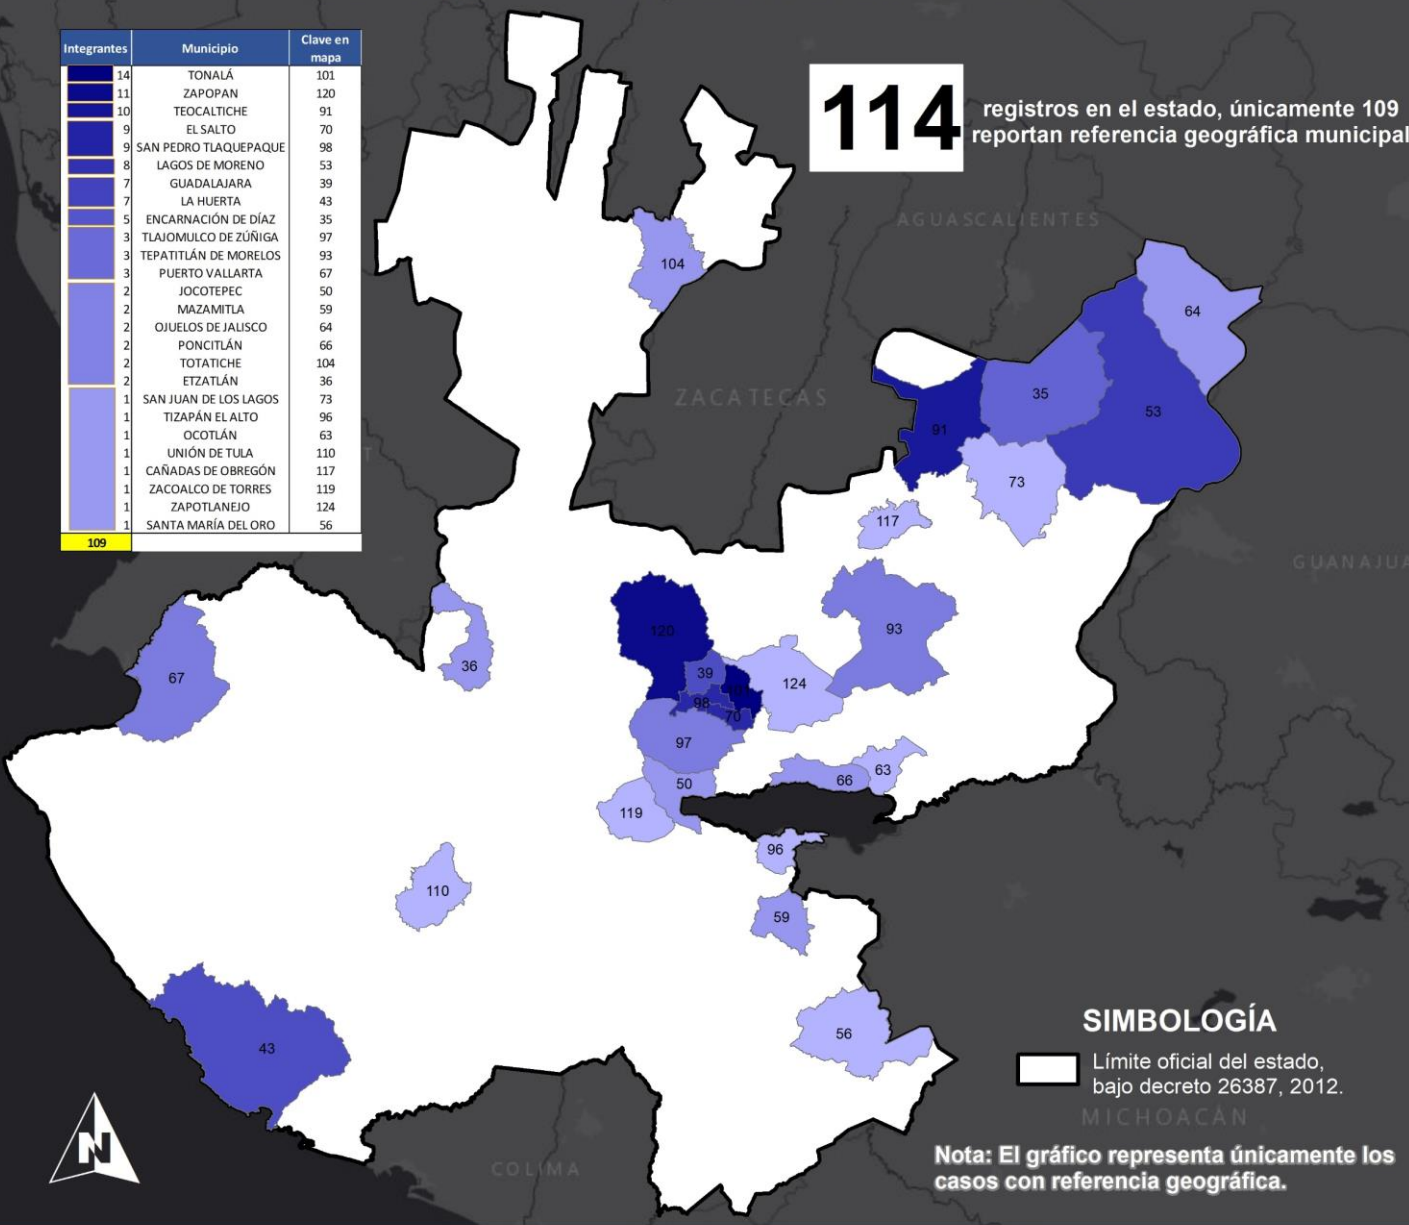 Integrantes Municipio Clave en mapa
14 TONALÁ 101
11 ZAPOPAN 120
10 TEOCALTICHE 91
9 EL SALTO 70
9 SAN PEDRO TLAQUEPAQUE 98
8 LAGOS DE MORENO 53
7 GUADALAJARA 39
7 LA HUERTA 43
5 ENCARNACIÓN DE DÍAZ 35
3 TLAJOMULCO DE ZÚÑIGA 97
3 TEPATITLÁN DE MORELOS 93
3 PUERTO VALLARTA 67
2 JOCOTEPEC 50
2 MAZAMITLA 59
2 OJUELOS DE JALISCO 64
2 PONCITLÁN 66
2 TOTATICHE 104
2 ETZATLÁN 36
1 SAN JUAN DE LOS LAGOS 73
1 TIZAPÁN EL ALTO 96
1 OCOTLÁN 63
1 UNIÓN DE TULA 110
1 CAÑADAS DE OBREGÓN 117
1 ZACOALCO DE TORRES 119
1 ZAPOTLANEJO 124
1 SANTA MARÍA DEL ORO 56
109
114
registros en el estado, únicamente 109
reportan referencia geográfica municipal
AGUASCALIENTES
104
64
ZACATECAS
35
53
91
73
117
GUANAJUA
120
93
36
39
67
124
101
98
70
97
63
66
50
119
96
110
59
56
43
SIMBOLOGÍA
Límite oficial del estado,
bajo decreto 26387, 2012.
MICHOACÁN
N
COLIMA
Nota: El gráfico representa únicamente los
casos con referencia geográfica.